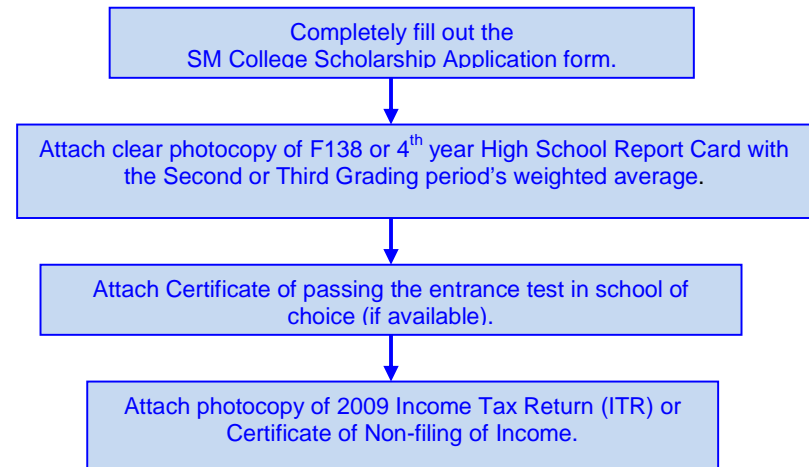 Completely fill out the
SM College Scholarship Application form.
Attach clear photocopy of F138 or 4th year High School Report Card with
the Second or Third Grading period's weighted average.
Attach Certificate of passing the entrance test in school of
choice (if available).
Attach photocopy of 2009 Income Tax Return (ITR) or
Certificate of Non-filing of Income.